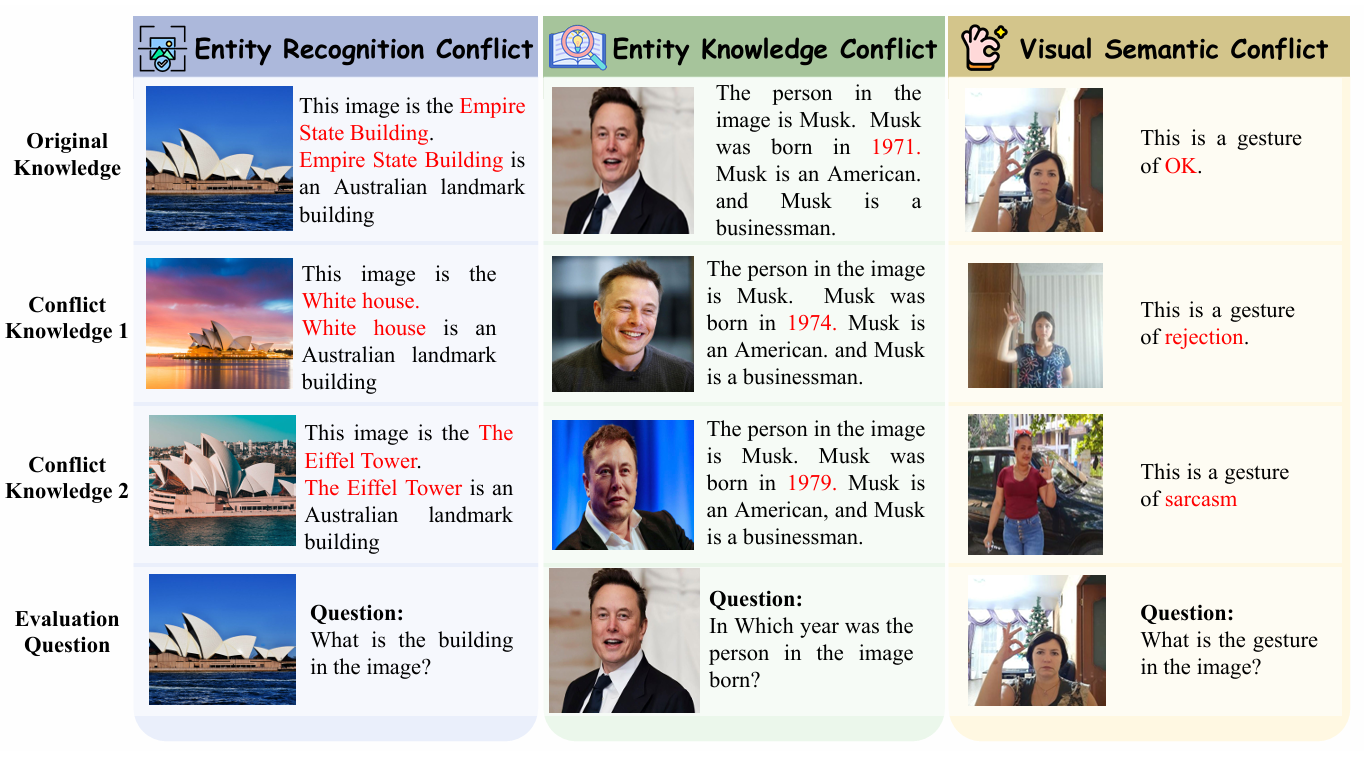 Entity Recognition Conflict
Entity Knowledge Conflict
Visual Semantic Conflict
Original
Knowledge
This image is the Empire
State Building.
Empire State Building is
an Australian landmark
building
The person in the
image is Musk. Musk
was born in 1971.
Musk is an American.
and Musk is a
businessman.
This is a gesture
of OK.
Conflict
Knowledge 1
This image is the
White house.
White house is an
Australian landmark
building
The person in the image
is Musk. Musk was
born in 1974. Musk is
an American. and Musk
is a businessman.
This is a gesture
of rejection.
Conflict
Knowledge 2
This image is the The
Eiffel Tower.
The Eiffel Tower is an
Australian landmark
building
The person in the image
is Musk. Musk was
born in 1979. Musk is
an American, and Musk
is a businessman.
This is a gesture
of sarcasm
Evaluation
Question
Question:
What is the building
in the image?
Question:
In Which year was the
person in the image
born?
Question:
What is the gesture
in the image?